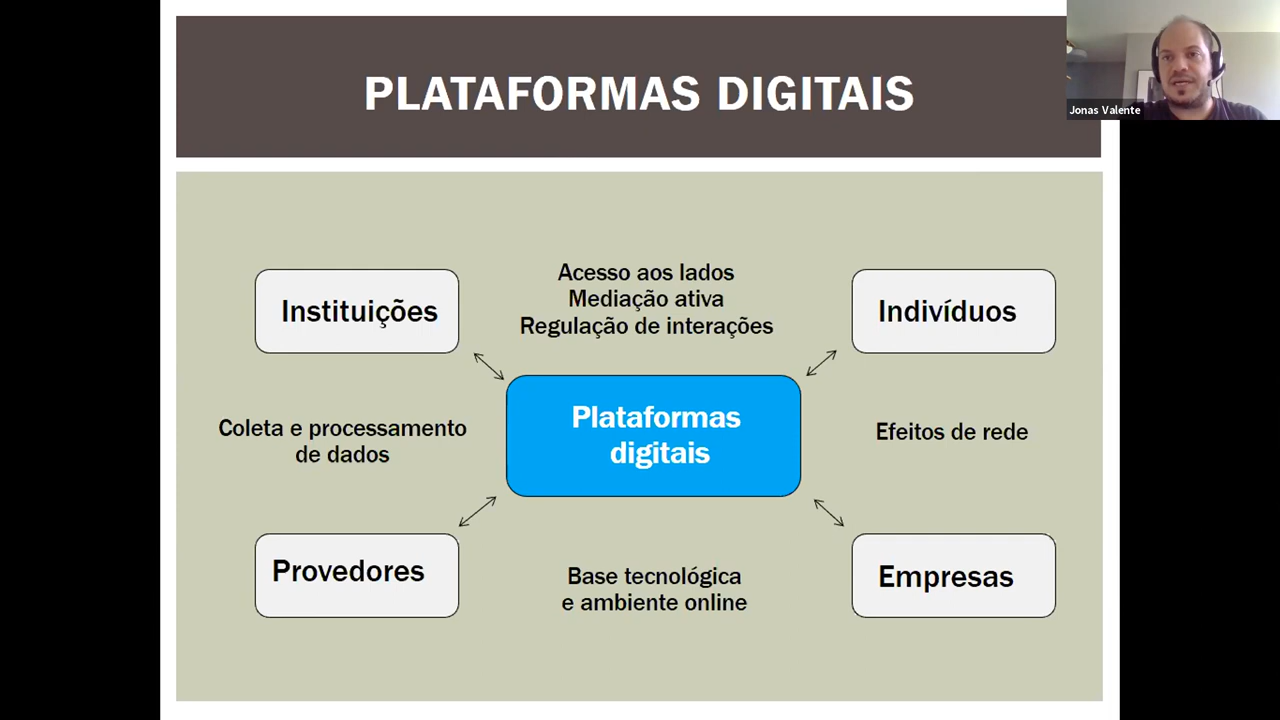 PLATAFORMAS DIGITAIS
Jonas Valente
Instituições
Acesso aos lados
Mediação ativa
Regulação de interações
Indivíduos
Coleta e processamento
de dados
Plataformas
digitais
Efeitos de rede
Provedores
Base tecnológica
e ambiente online
Empresas